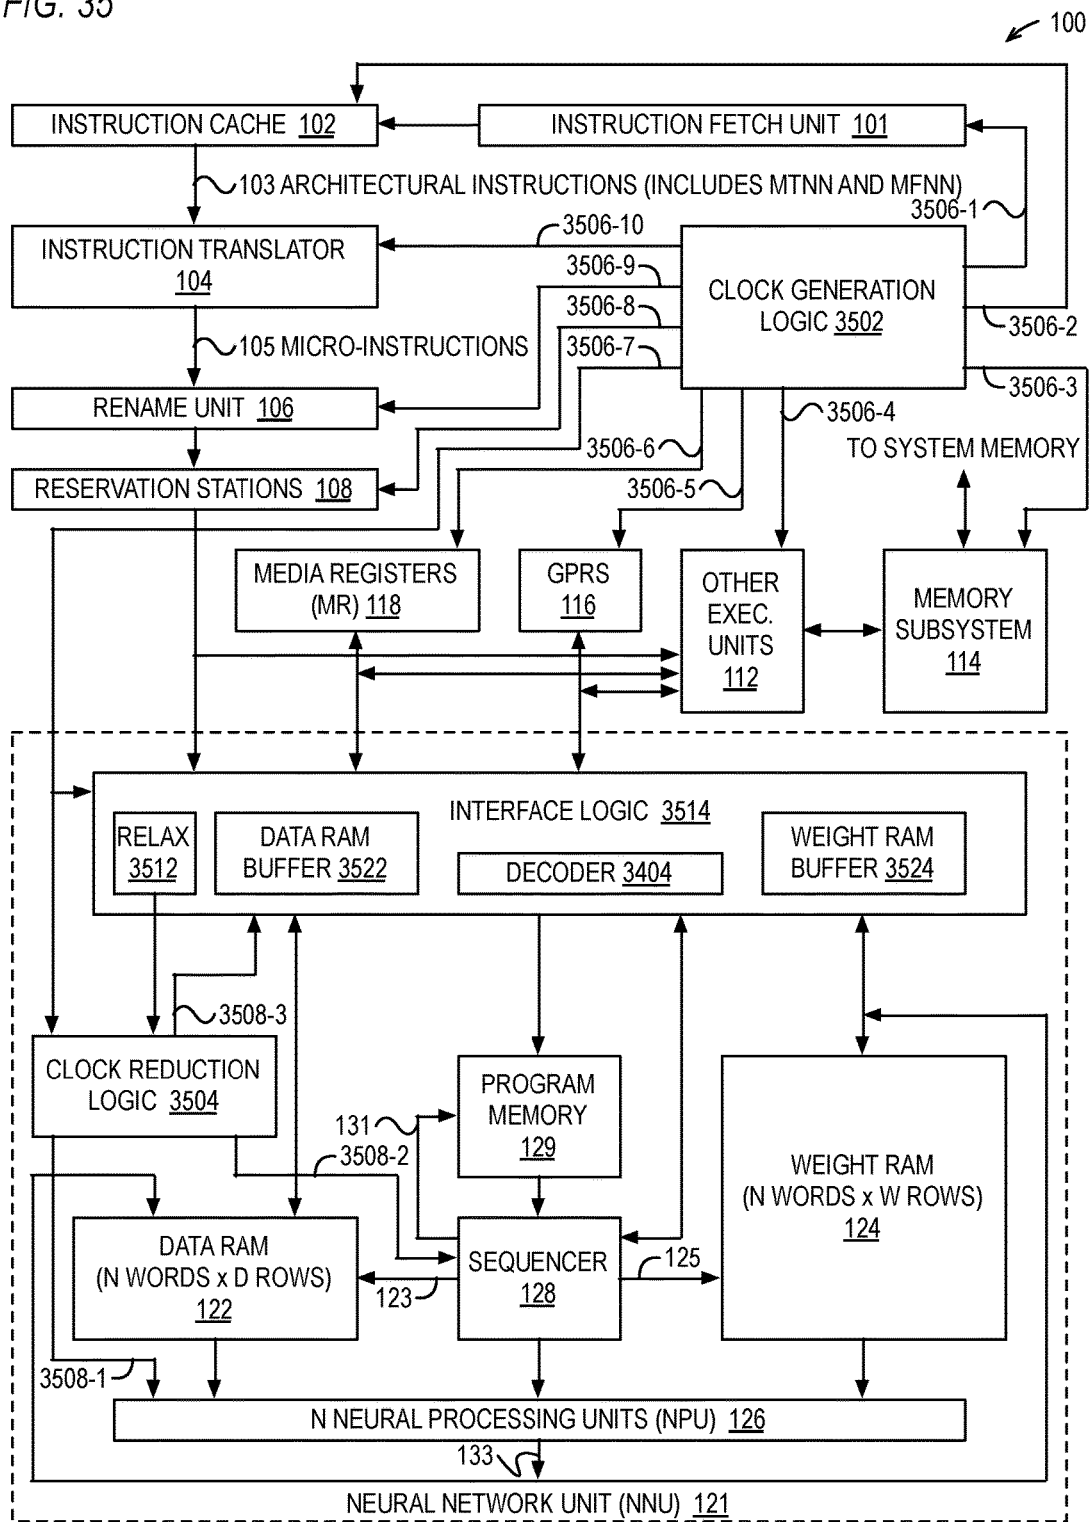 FIG. 35
100
INSTRUCTION CACHE 102
INSTRUCTION FETCH UNIT 101
103 ARCHITECTURAL INSTRUCTIONS (INCLUDES MTNN AND MFNN)
3506-1
INSTRUCTION TRANSLATOR
104
3506-10
3506-9
3506-8
3506-7
CLOCK GENERATION
LOGIC 3502
3506-2
3506-3
105 MICRO-INSTRUCTIONS
RENAME UNIT 106
3506-4
3506-6
3506-5
TO SYSTEM MEMORY
RESERVATION STATIONS 108
MEDIA REGISTERS
(MR) 118
GPRS
116
OTHER
EXEC.
UNITS
112
MEMORY
SUBSYSTEM
114
INTERFACE LOGIC 3514
RELAX
3512
DATA RAM
BUFFER 3522
DECODER 3404
WEIGHT RAM
BUFFER 3524
3508-3
CLOCK REDUCTION
LOGIC 3504
131
3508-2
PROGRAM
MEMORY
129
WEIGHT RAM
(N WORDS x W ROWS)
124
DATA RAM
(N WORDS x D ROWS)
122
123
SEQUENCER
128
125
3508-1
N NEURAL PROCESSING UNITS (NPU) 126
133
NEURAL NETWORK UNIT (NNU) 121